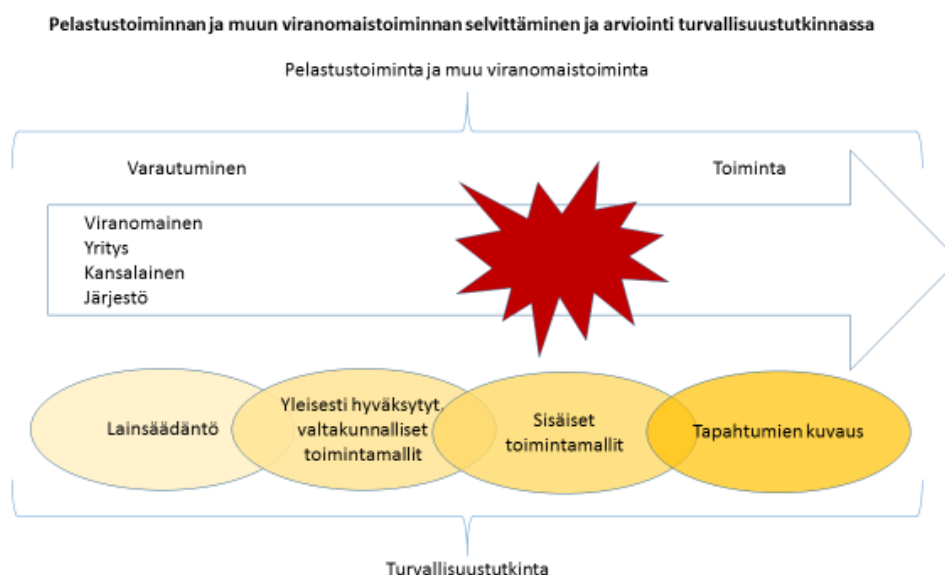 Pelastustoiminnan ja muun viranomaistoiminnan selvittäminen ja arviointi turvallisuustutkinnassa
Pelastustoiminta ja muu viranomaistoiminta
Varautuminen
Toiminta
Viranomainen
Yritys
Kansalainen
Järjestö
Lainsäädäntö
Yleisesti hyväksytyt,
valtakunnalliset
toimintamallit
Sisäiset
toimintamallit
Tapahtumien kuvaus
Turvallisuustutkinta